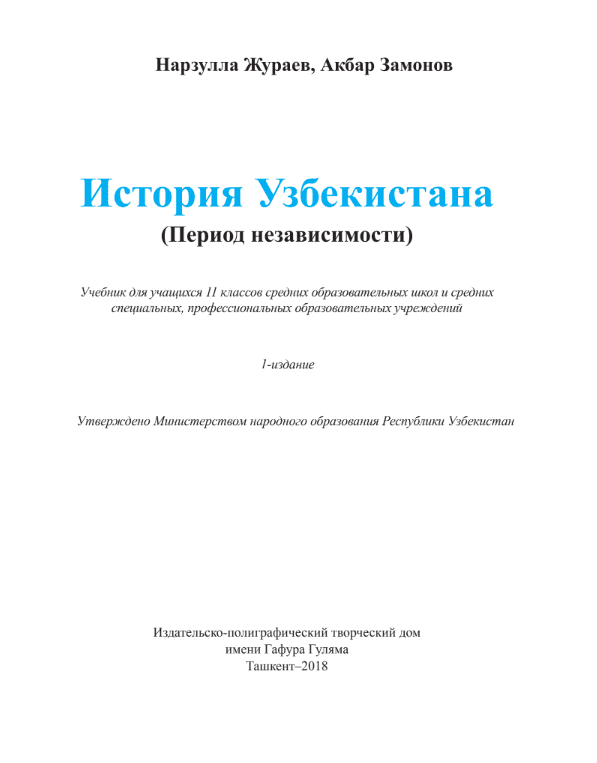 Нарзулла Жураев, Акбар Замонов
История Узбекистана
(Период независимости)
Учебник для учащихся 11 классов средних образовательных школ и средних
специальных, профессиональных образовательных учреждений
1-издание
Утверждено Министерством народного образования Республики Узбекистан
Издательско-полиграфический творческий дом
имени Гафура Гуляма
Ташкент–2018